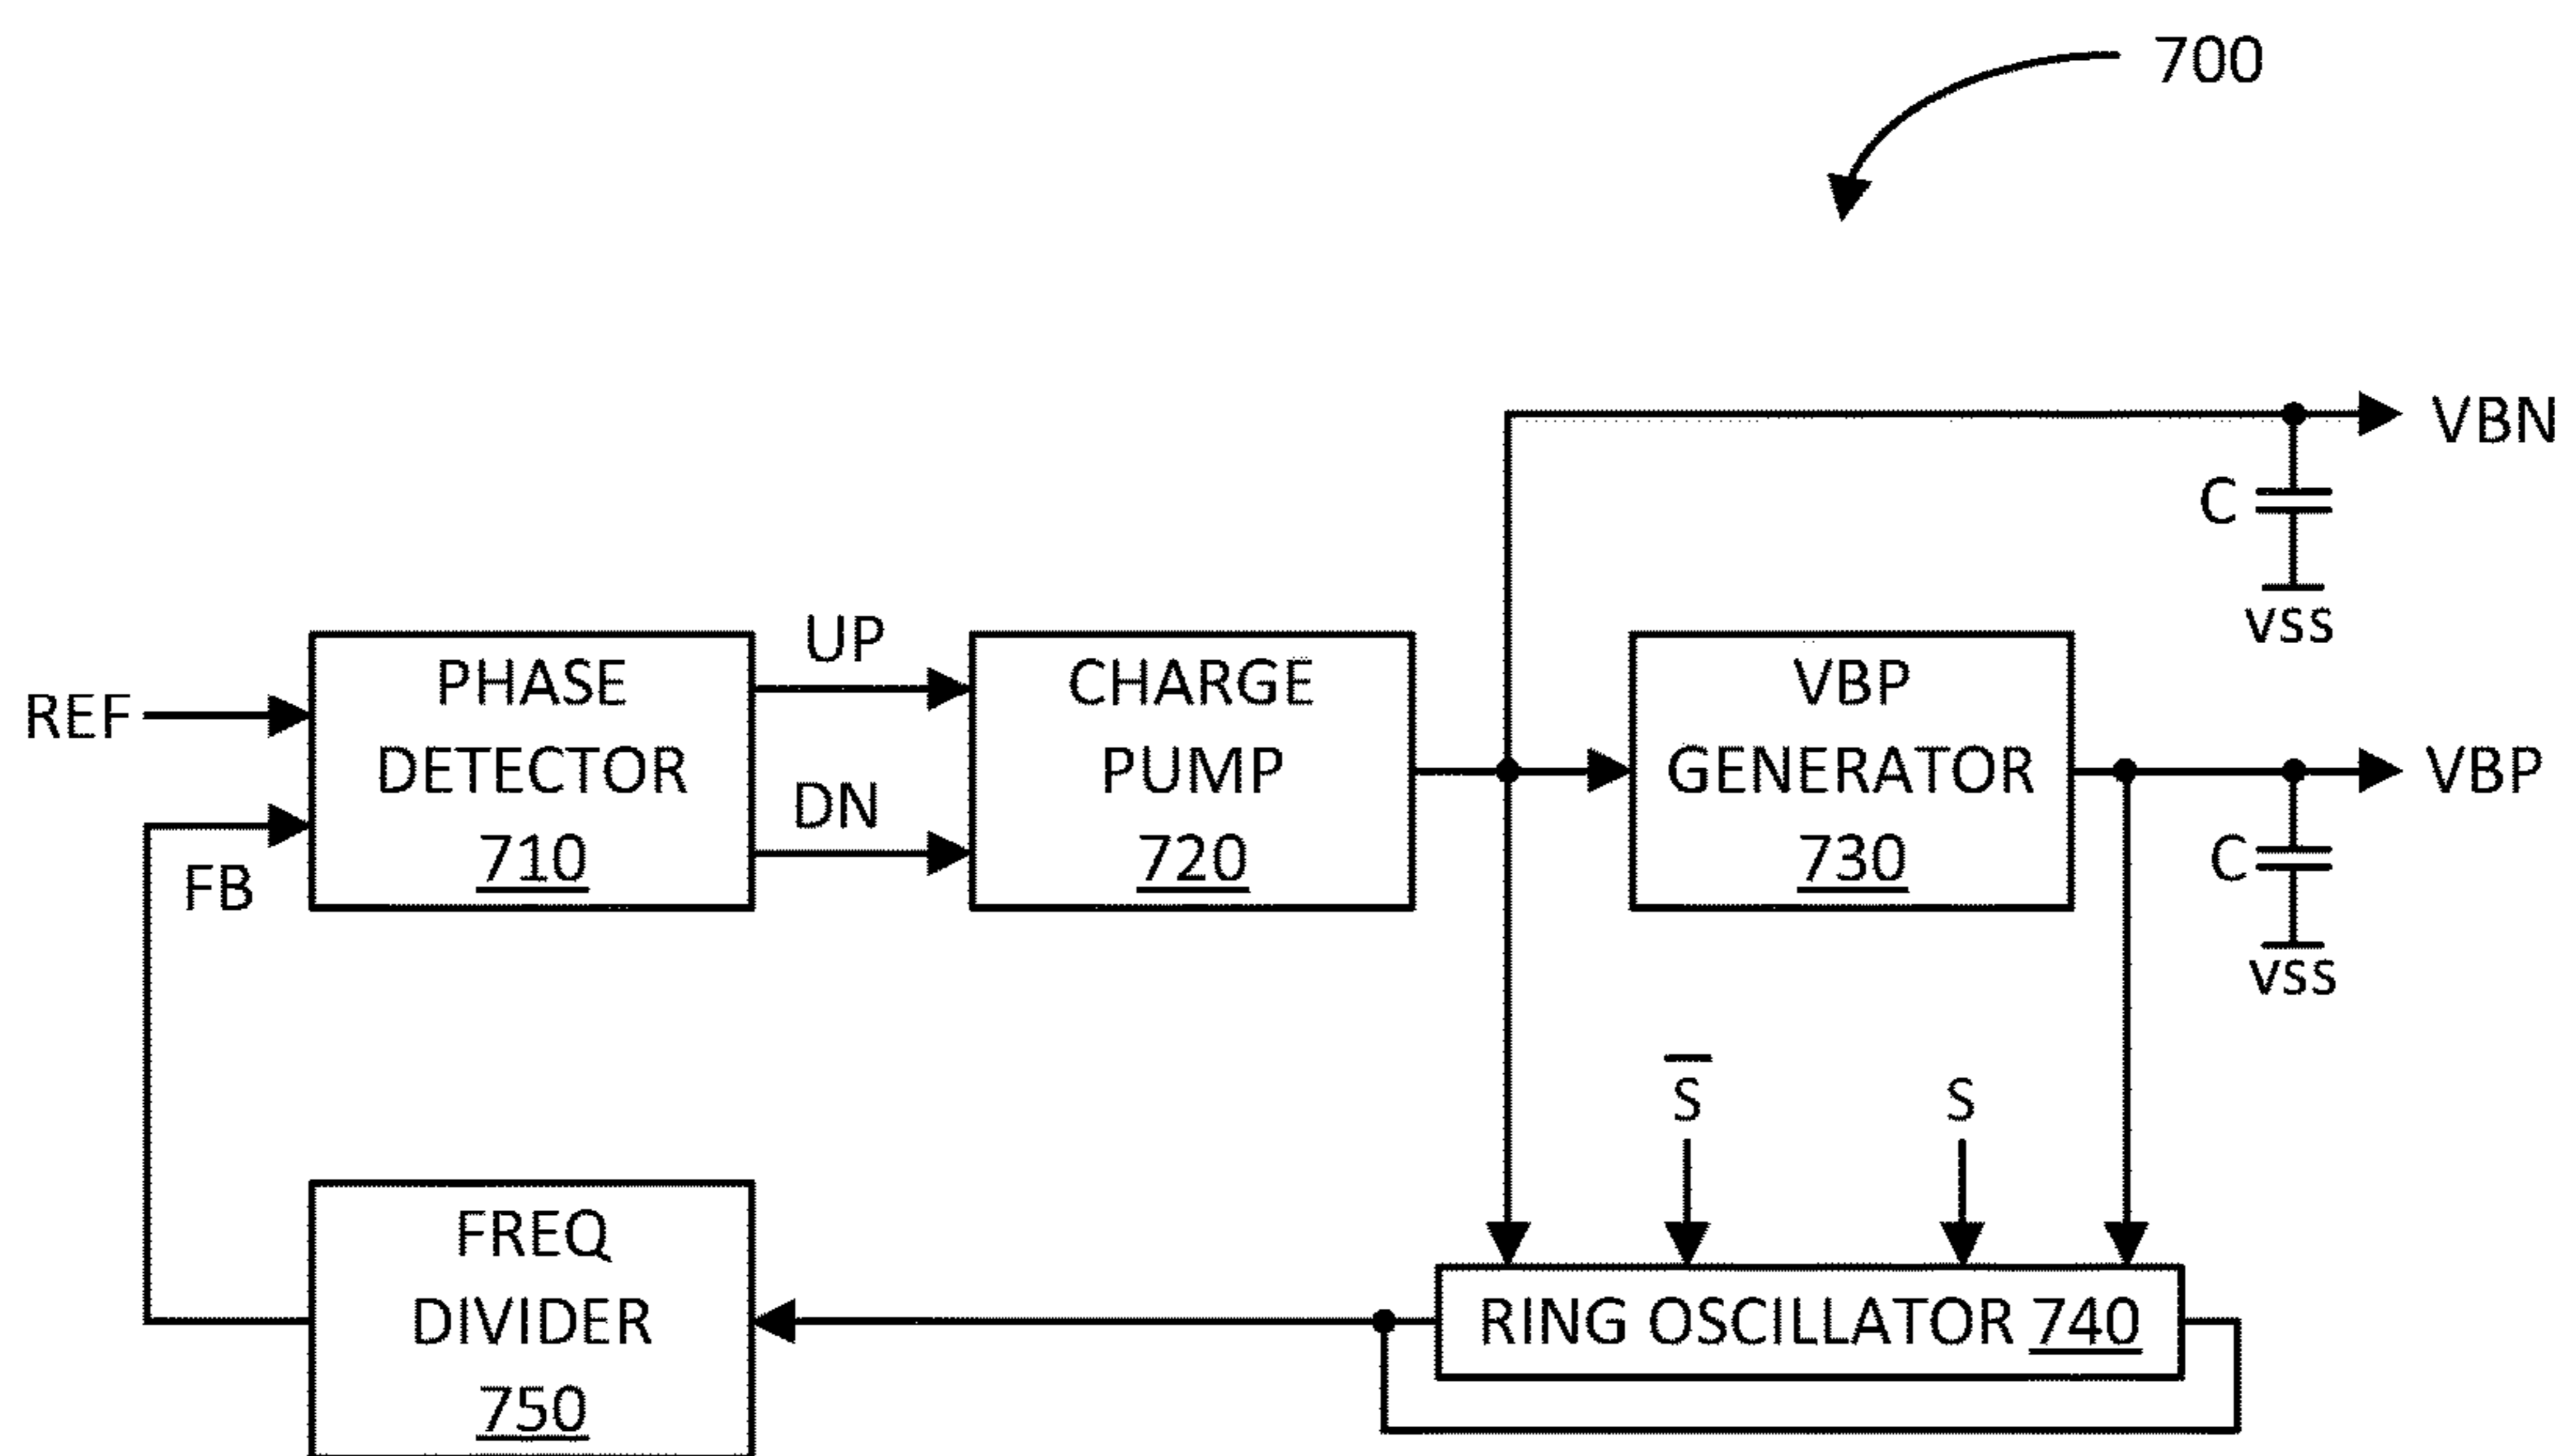 700
VBN
C
vss
UP
PHASE
DETECTOR
710
CHARGE
PUMP
720
VBP
GENERATOR
730
REF
VBP
DN
FB
C
vss
S̅
S
FREQ
DIVIDER
750
RING OSCILLATOR 740